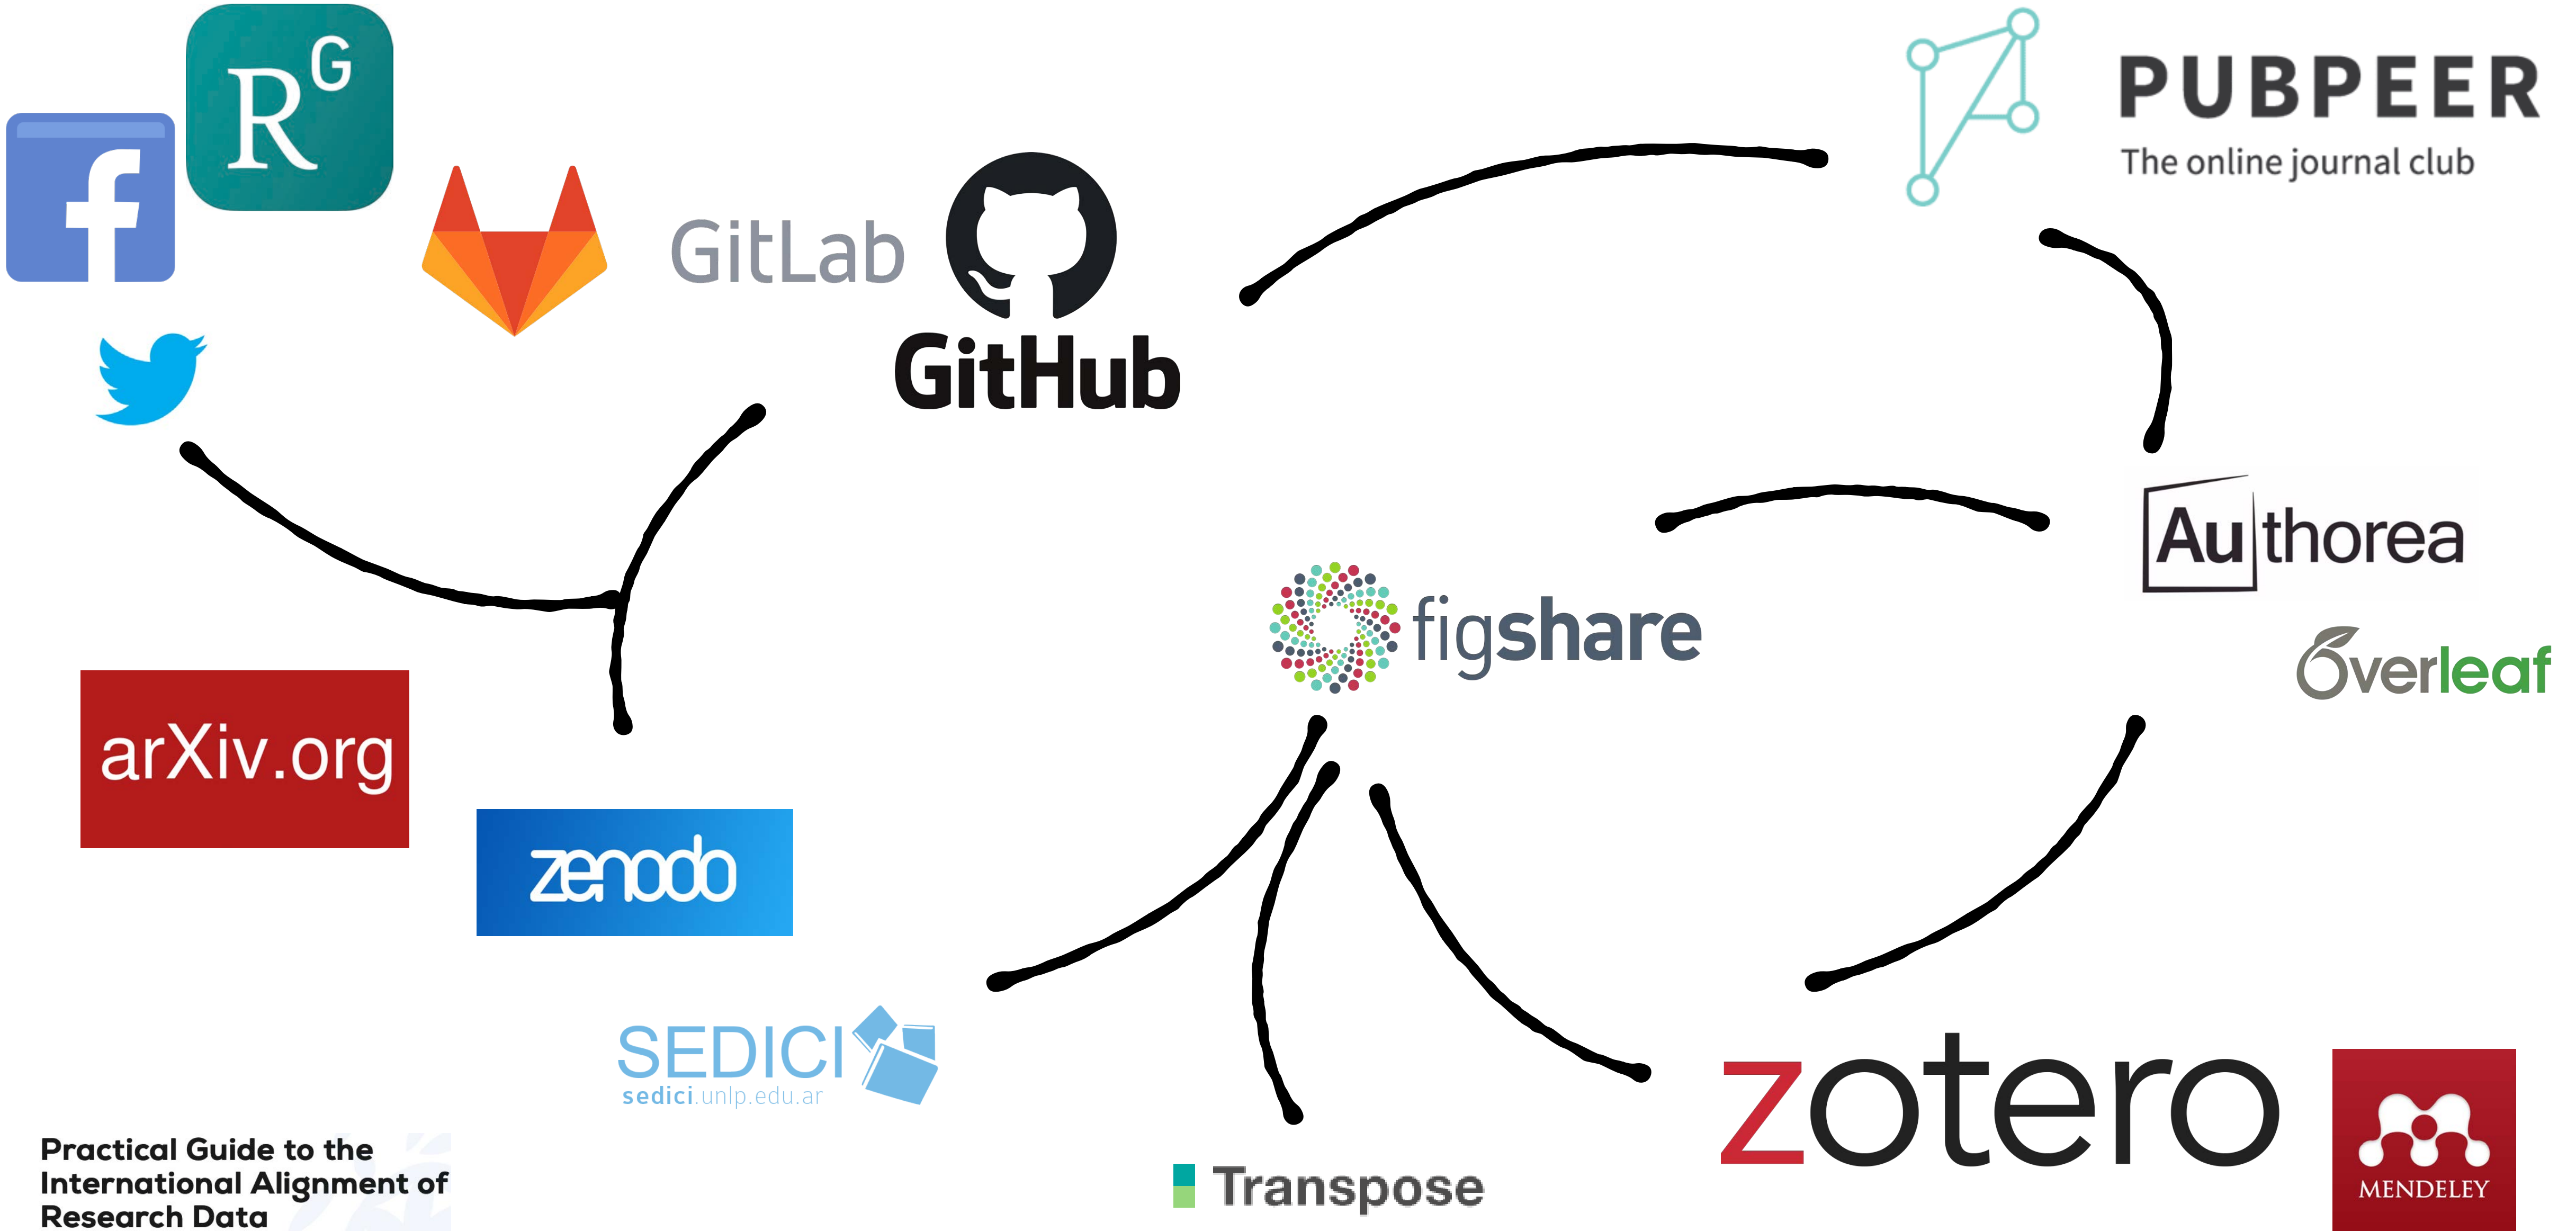 RG
f
GitLab
GitHub
PUBPEER
The online journal club
Authorea
figshare
Overleaf
arXiv.org
zenodo
SEDICI
sedici.unlp.edu.ar
zotero
MENDELEY
Transpose
Practical Guide to the
International Alignment of
Research Data